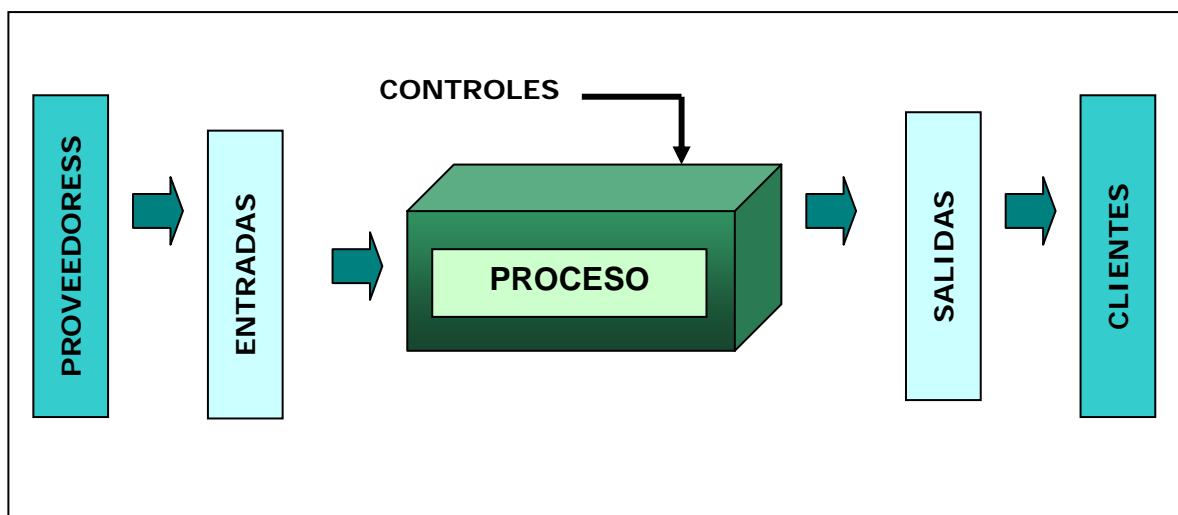 CONTROLES
PROVEEDORESS
ENTRADAS
PROCESO
SALIDAS
CLIENTES